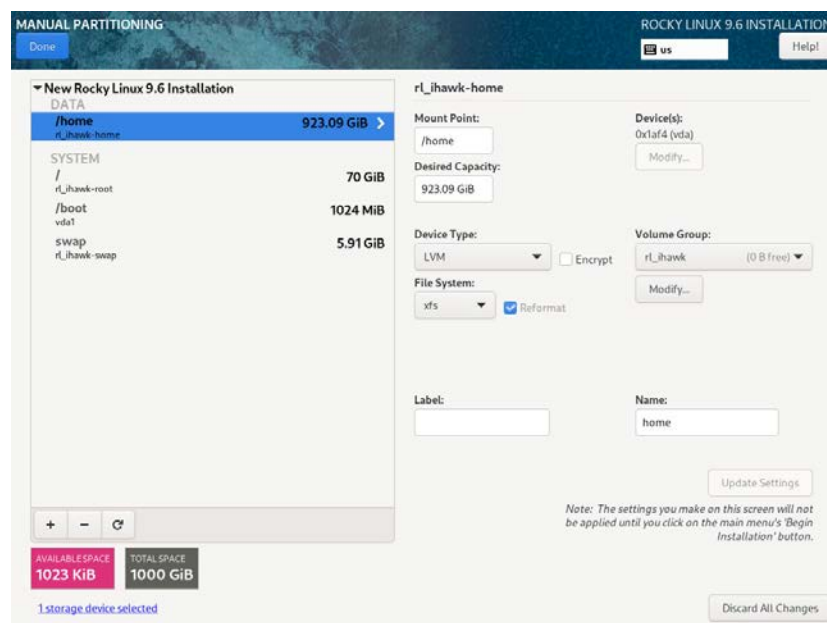 MANUAL PARTITIONING
ROCKY LINUX 9.6 INSTALLATION
Done
us
Help!
New Rocky Linux 9.6 Installation
DATA
/home
923.09 GiB
rl_ihawk-home
SYSTEM
/
70 GiB
rl_ihawk-root
/boot
1024 MiB
vda1
swap
5.91 GiB
rl_ihawk-swap
rl_ihawk-home
Mount Point:
Device(s):
/home
0x1af4 (vda)
Modify...
Desired Capacity:
923.09 GiB
Device Type:
Volume Group:
LVM
Encrypt
rl_ihawk
(0 B free)
File System:
Modify...
xfs
Reformat
Label:
Name:
home
Update Settings
Note: The settings you make on this screen will not
be applied until you click on the main menu's 'Begin
Installation' button.
+ −
AVAILABLE SPACE
1023 KiB
TOTAL SPACE
1000 GiB
1 storage device selected
Discard All Changes